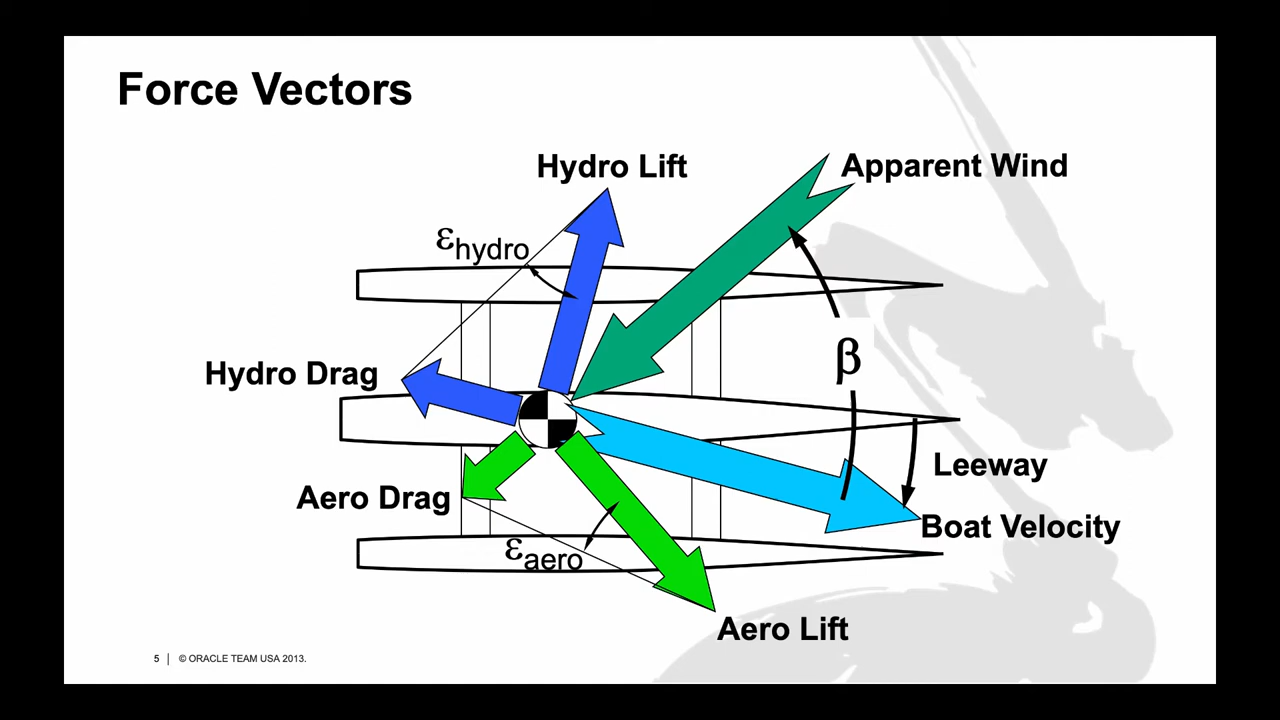 Force Vectors
Hydro Lift
Apparent Wind
εhydro
Hydro Drag
β
Leeway
Aero Drag
Boat Velocity
εaero
Aero Lift
5 | © ORACLE TEAM USA 2013.